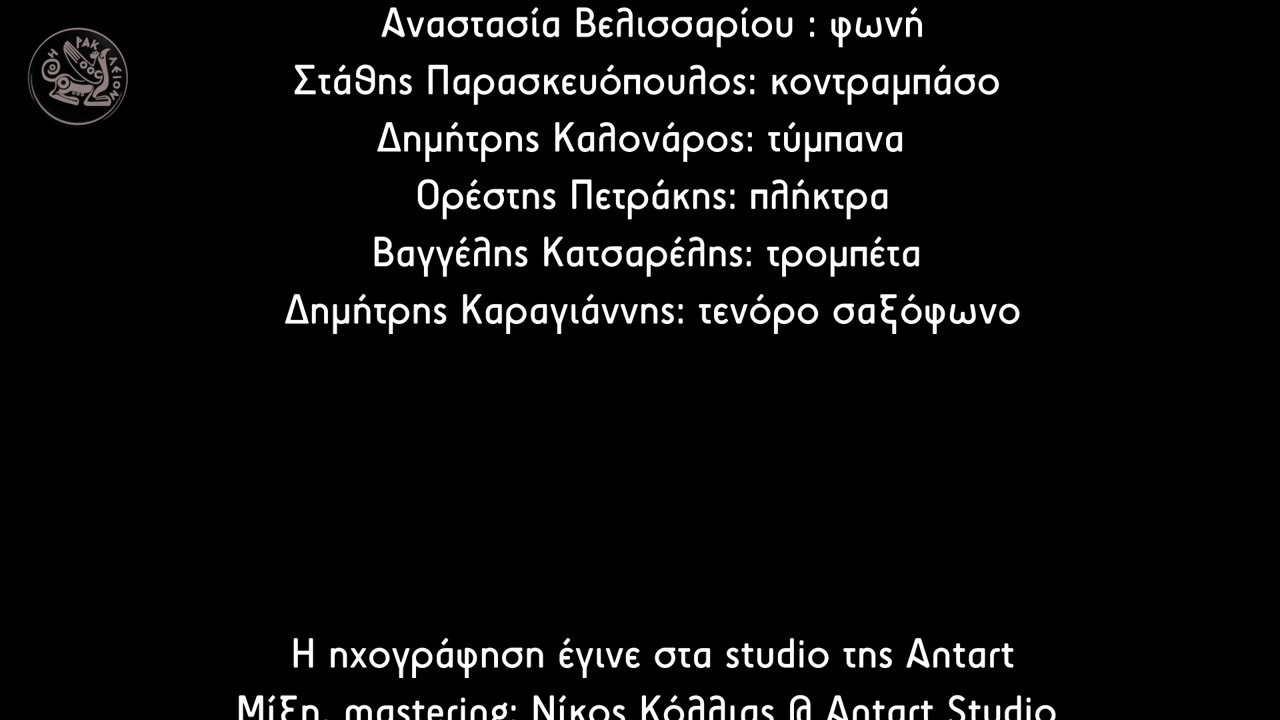 Αναστασία Βελισσαρίου : φωνή
Στάθης Παρασκευόπουλος: κοντραμπάσο
Δημήτρης Καλονάρος: τύμπανα
Ορέστης Πετράκης: πλήκτρα
Βαγγέλης Κατσαρέλης: τρομπέτα
Δημήτρης Καραγιάννης: τενόρο σαξόφωνο
Η ηχογράφηση έγινε στα studio της Antart
Μίξη, mastering: Νίκος Κόλλιας @ Antart Studio
ΘΗΡΑΚΛΕΙΟΝ